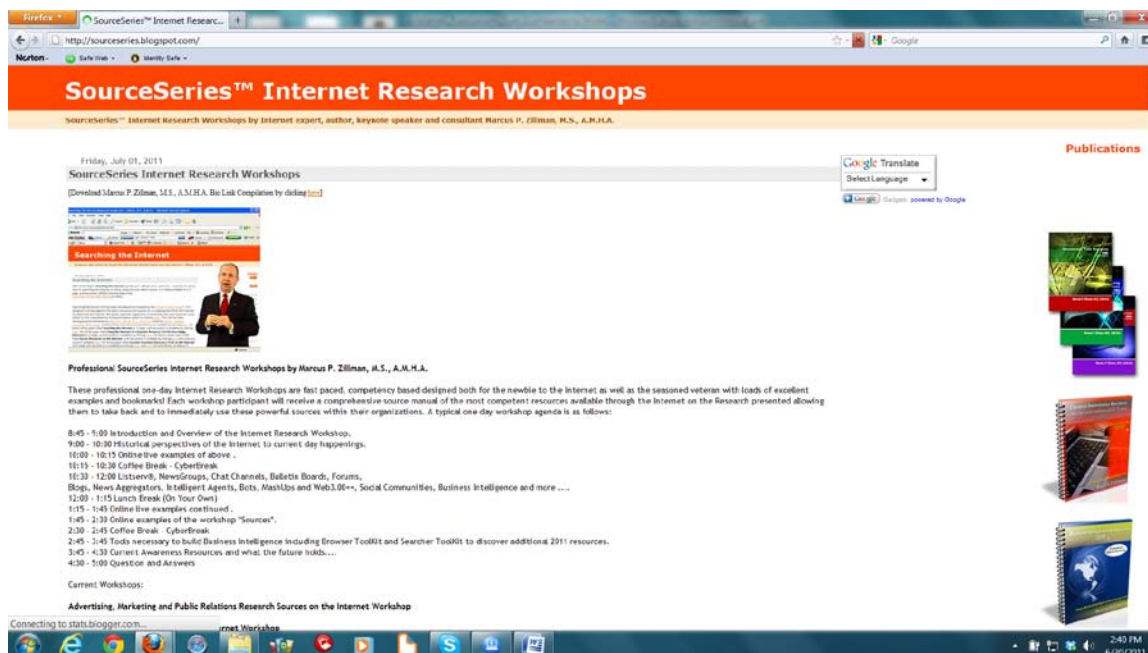 Firefox
SourceSeries™ Internet Researc...
http://sourceseries.blogspot.com/
Google
Norton
Safe Web
Identity Safe
SourceSeries™ Internet Research Workshops
SourceSeries™ Internet Research Workshops by Internet expert, author, keynote speaker and consultant Marcus P. Zillman, M.S., A.M.H.A.
Publications
Friday, July 01, 2011
SourceSeries Internet Research Workshops
[Download Marcus P. Zillman, M.S., A.M.H.A. Bio Link Compilation by clicking here]
Google Translate
Select Language
Google Gadgets powered by Google
Searching the Internet
Professional SourceSeries Internet Research Workshops by Marcus P. Zillman, M.S., A.M.H.A.
These professional one-day Internet Research Workshops are fast paced, competency based designed both for the newbie to the internet as well as the seasoned veteran with loads of excellent
examples and bookmarks! Each workshop participant will receive a comprehensive source manual of the most competent resources available through the Internet on the Research presented allowing
them to take back and to immediately use these powerful sources within their organizations. A typical one day workshop agenda is as follows:
8:45 - 9:00 Introduction and Overview of the Internet Research Workshop.
9:00 - 10:00 Historical perspectives of the Internet to current day happenings.
10:00 - 10:15 Online live examples of above .
10:15 - 10:30 Coffee Break - CyberBreak
10:30 - 12:00 Listserv®, NewsGroups, Chat Channels, Bulletin Boards, Forums,
Blogs, News Aggregators, Intelligent Agents, Bots, MashUps and Web3.00++, Social Communities, Business Intelligence and more ....
12:00 - 1:15 Lunch Break (On Your Own)
1:15 - 1:45 Online live examples continued .
1:45 - 2:30 Online examples of the workshop "Sources".
2:30 - 2:45 Coffee Break - CyberBreak
2:45 - 3:45 Tools necessary to build Business Intelligence including Browser ToolKit and Searcher ToolKit to discover additional 2011 resources.
3:45 - 4:30 Current Awareness Resources and what the future holds....
4:30 - 5:00 Question and Answers
Current Workshops:
Advertising, Marketing and Public Relations Research Sources on the Internet Workshop
Connecting to stats.blogger.com...
rnet Workshop
2:40 PM